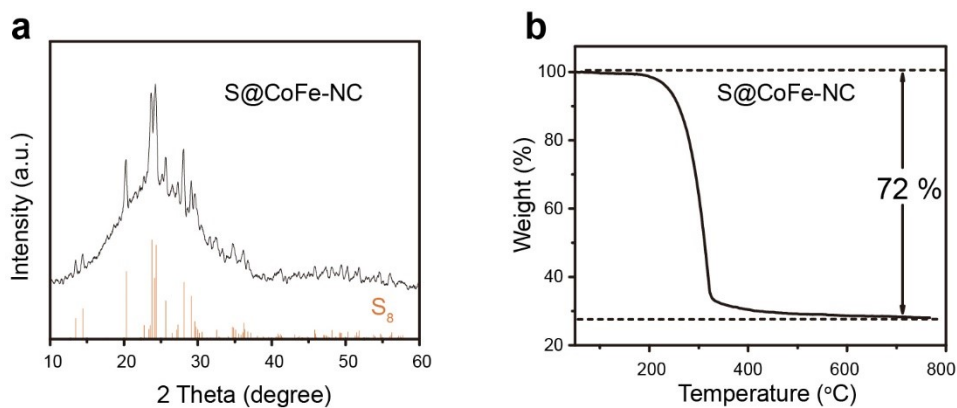 a
S@CoFe-NC
Intensity (a.u.)
S8
10 20 30 40 50 60
2 Theta (degree)
b
S@CoFe-NC
Weight (%)
100
80
60
40
20
72 %
200 400 600 800
Temperature (oC)